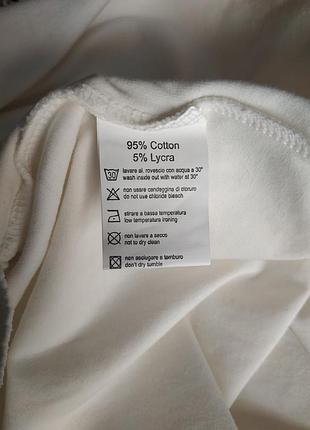 95% Cotton
5% Lycra
30
lavare al rovescio con acqua a 30°
wash inside out with water at 30°
non usare candeggina di cloruro
do not use chloride bleach
stirare a bassa temperatura
low temperature ironing
non lavare a secco
not to dry clean
non asciugare a tamburo
don't dry tumble